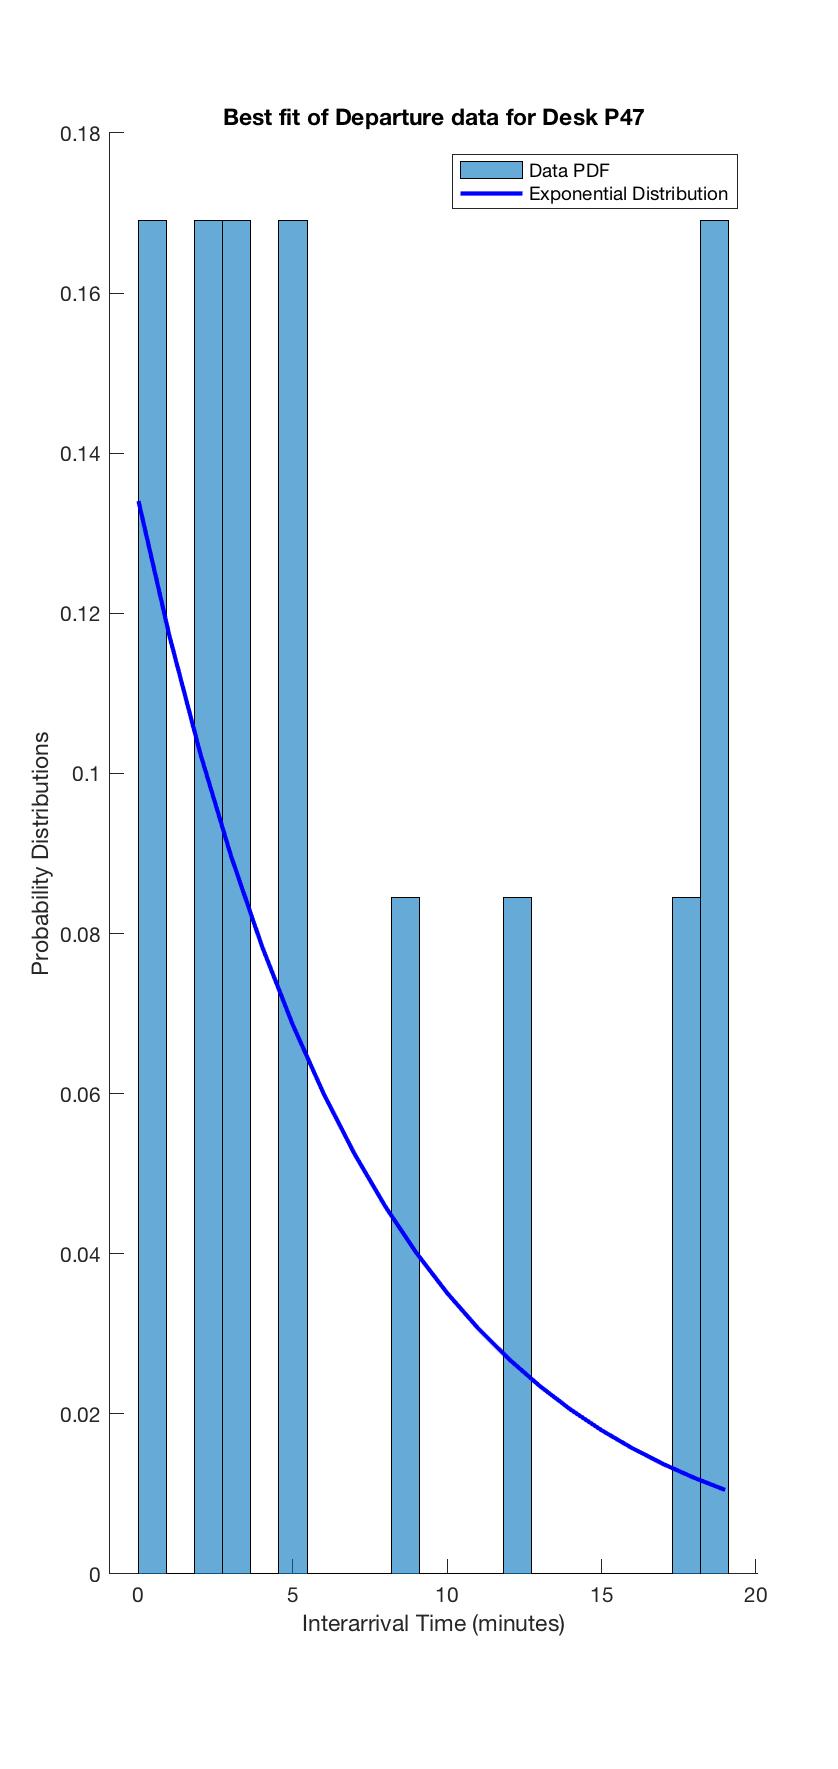 Best fit of Departure data for Desk P47
Data PDF
Exponential Distribution
0.18
0.16
0.14
0.12
0.1
0.08
0.06
0.04
0.02
0
Probability Distributions
0 5 10 15 20
Interarrival Time (minutes)